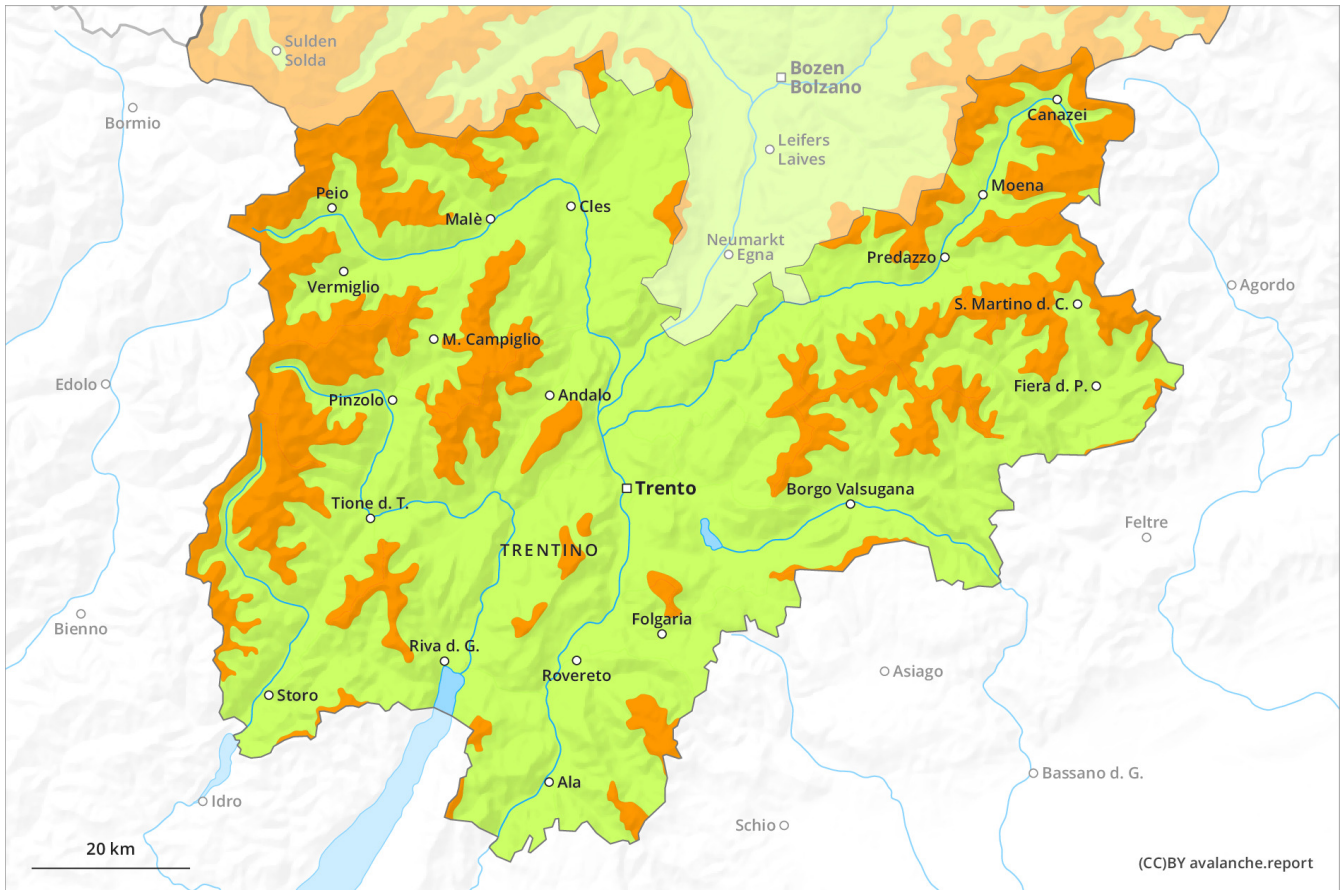 Sulden
Solda
Bozen
Bolzano
Bormio
Canazei
Leifers
Laives
Peio
Moena
Malè
Cles
Neumarkt
Egna
Predazzo
Vermiglio
Agordo
S. Martino d. C.
M. Campiglio
Edolo
Fiera d. P.
Pinzolo
Andalo
Trento
Borgo Valsugana
Tione d. T.
Feltre
TRENTINO
Bienno
Folgaria
Riva d. G.
Rovereto
Asiago
Storo
Bassano d. G.
Ala
Idro
Schio
20 km
(CC)BY avalanche.report